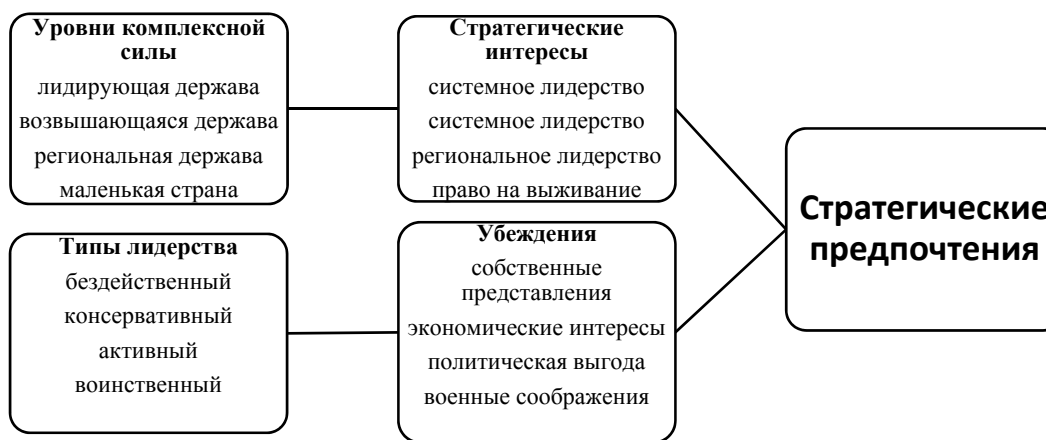 Уровни комплексной
силы
лидирующая держава
возвышающаяся держава
региональная держава
маленькая страна
Стратегические
интересы
системное лидерство
системное лидерство
региональное лидерство
право на выживание
Типы лидерства
бездейственный
консервативный
активный
воинственный
Убеждения
собственные
представления
экономические интересы
политическая выгода
военные соображения
Стратегические
предпочтения